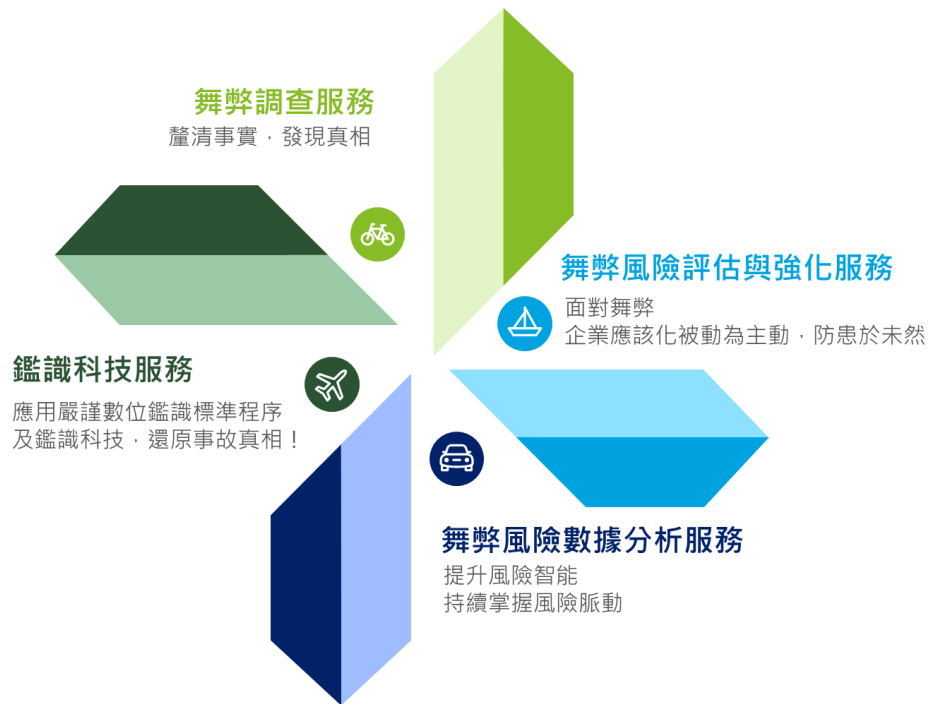 舞弊調查服務
釐清事實，發現真相
舞弊風險評估與強化服務
面對舞弊
企業應該化被動為主動，防患於未然
鑑識科技服務
應用嚴謹數位鑑識標準程序
及鑑識科技，還原事故真相！
舞弊風險數據分析服務
提升風險智能
持續掌握風險脈動